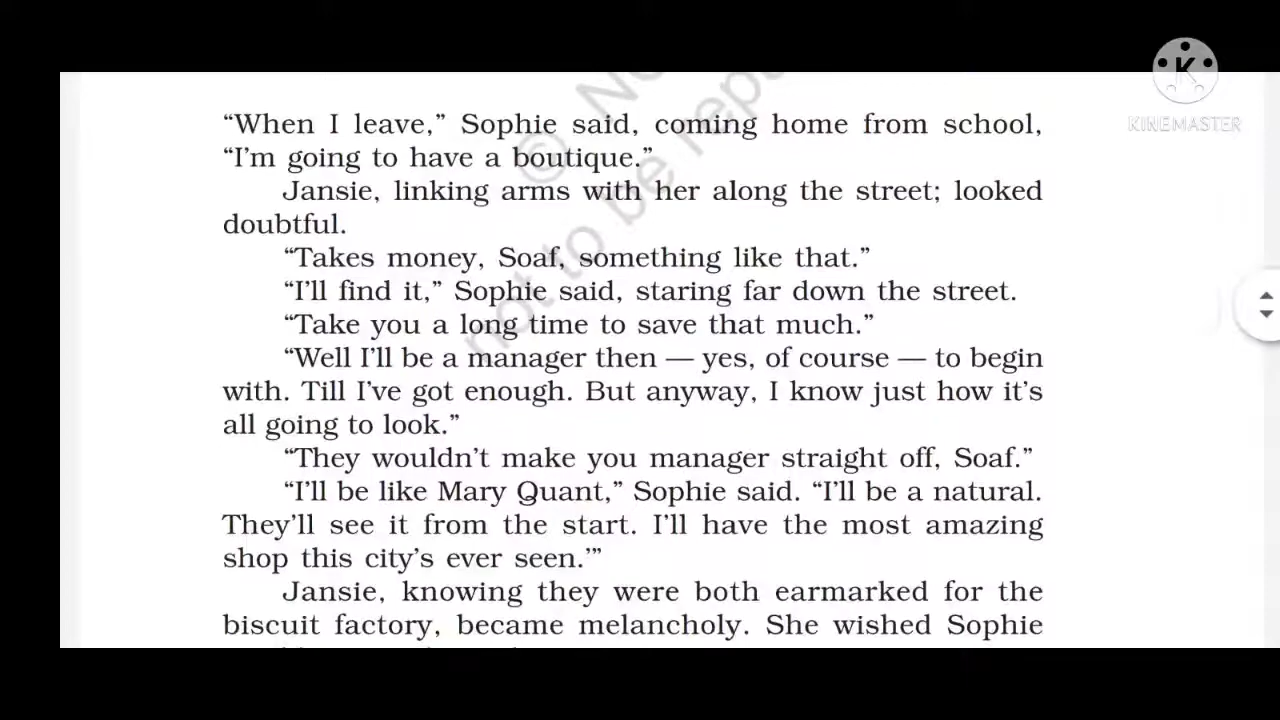 KINEMASTER
“When I leave,” Sophie said, coming home from school,
“I’m going to have a boutique.”
Jansie, linking arms with her along the street; looked
doubtful.
“Takes money, Soaf, something like that.”
“I’ll find it,” Sophie said, staring far down the street.
“Take you a long time to save that much.”
“Well I’ll be a manager then — yes, of course — to begin
with. Till I’ve got enough. But anyway, I know just how it’s
all going to look.”
“They wouldn’t make you manager straight off, Soaf.”
“I’ll be like Mary Quant,” Sophie said. “I’ll be a natural.
They’ll see it from the start. I’ll have the most amazing
shop this city’s ever seen.’”
Jansie, knowing they were both earmarked for the
biscuit factory, became melancholy. She wished Sophie
©
not to be